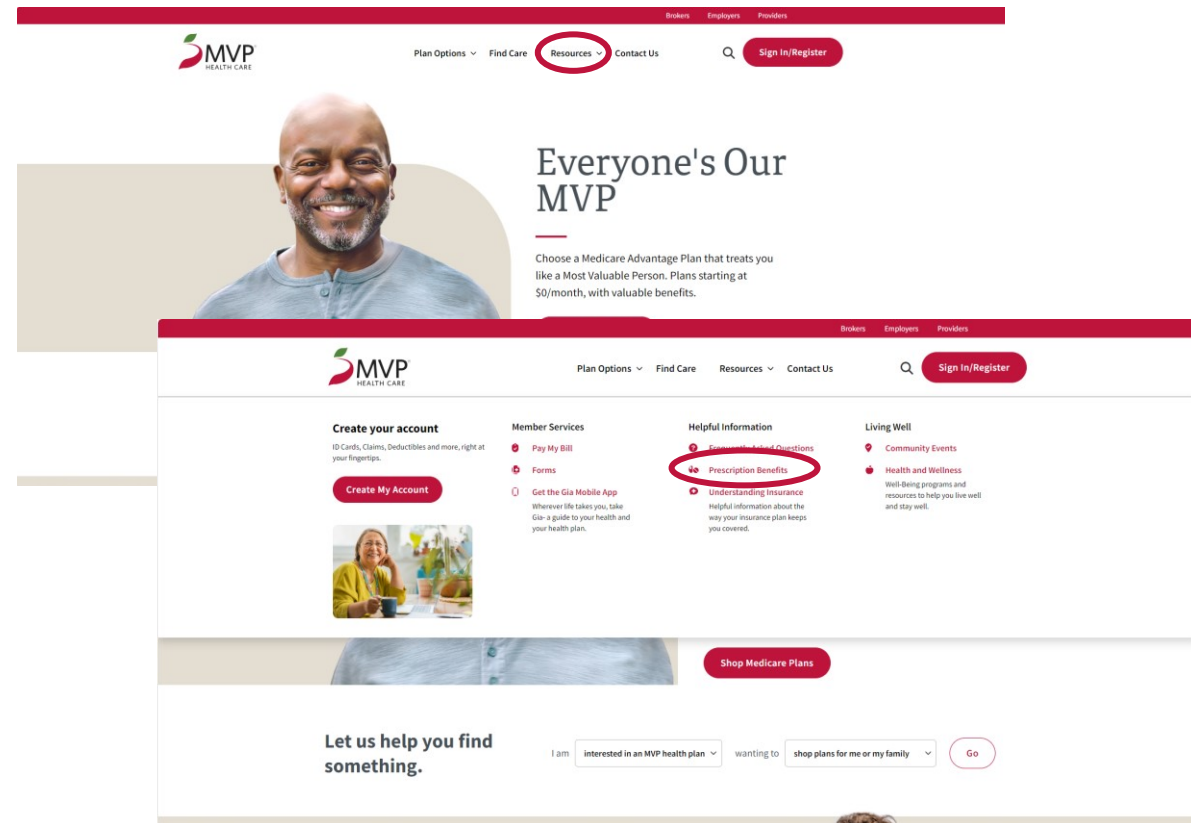 Brokers Employers Providers
MVP
HEALTH CARE
Plan Options Find Care Resources Contact Us
Sign In/Register
Everyone's Our
MVP
Choose a Medicare Advantage Plan that treats you
like a Most Valuable Person. Plans starting at
$0/month, with valuable benefits.
Brokers Employers Providers
MVP
HEALTH CARE
Plan Options Find Care Resources Contact Us
Sign In/Register
Create your account
ID Cards, Claims, Deductibles and more, right at
your fingertips.
Create My Account
Member Services
Pay My Bill
Forms
Get the Gia Mobile App
Wherever life takes you, take
Gia- a guide to your health and
your health plan.
Helpful Information
Frequently Asked Questions
Prescription Benefits
Understanding Insurance
Helpful information about the
way your insurance plan keeps
you covered.
Living Well
Community Events
Health and Wellness
Well-Being programs and
resources to help you live well
and stay well.
Shop Medicare Plans
Let us help you find
something.
I am interested in an MVP health plan wanting to shop plans for me or my family Go